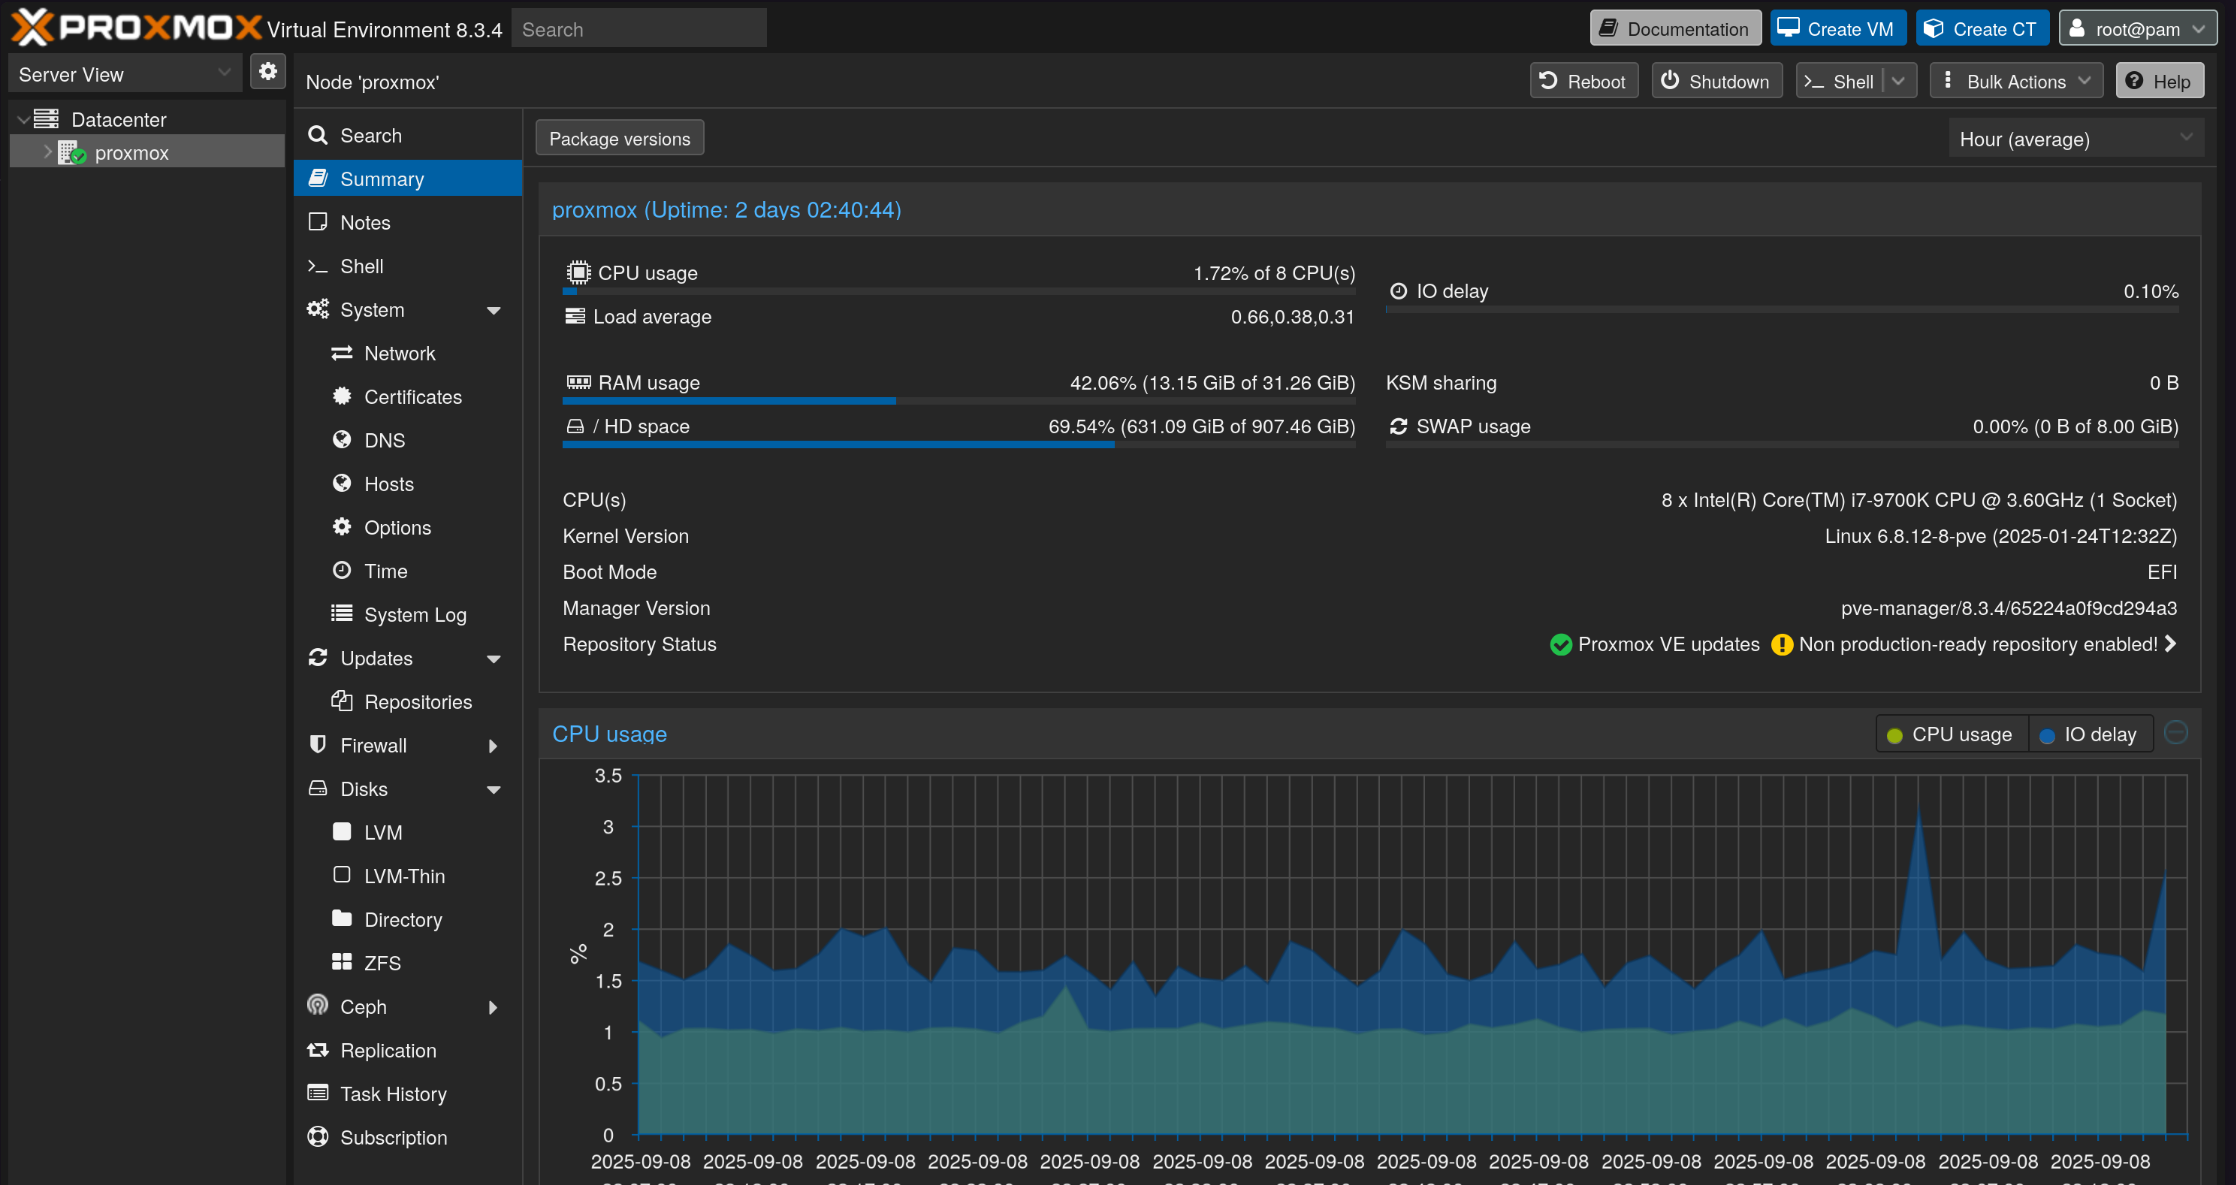 PROXMOX Virtual Environment 8.3.4
Search
Documentation
Create VM
Create CT
root@pam
Server View
Node 'proxmox'
Reboot
Shutdown
Shell
Bulk Actions
Help
Datacenter
proxmox
Search
Summary
Notes
Shell
System
Network
Certificates
DNS
Hosts
Options
Time
System Log
Updates
Repositories
Firewall
Disks
LVM
LVM-Thin
Directory
ZFS
Ceph
Replication
Task History
Subscription
Package versions
Hour (average)
proxmox (Uptime: 2 days 02:40:44)
CPU usage 1.72% of 8 CPU(s)
IO delay 0.10%
Load average 0.66,0.38,0.31
RAM usage 42.06% (13.15 GiB of 31.26 GiB)
KSM sharing 0 B
/ HD space 69.54% (631.09 GiB of 907.46 GiB)
SWAP usage 0.00% (0 B of 8.00 GiB)
CPU(s) 8 x Intel(R) Core(TM) i7-9700K CPU @ 3.60GHz (1 Socket)
Kernel Version Linux 6.8.12-8-pve (2025-01-24T12:32Z)
Boot Mode EFI
Manager Version pve-manager/8.3.4/65224a0f9cd294a3
Repository Status Proxmox VE updates Non production-ready repository enabled!
CPU usage
CPU usage
IO delay
3.5
3
2.5
2
%
1.5
1
0.5
0
2025-09-08 2025-09-08 2025-09-08 2025-09-08 2025-09-08 2025-09-08 2025-09-08 2025-09-08 2025-09-08 2025-09-08 2025-09-08 2025-09-08 2025-09-08 2025-09-08